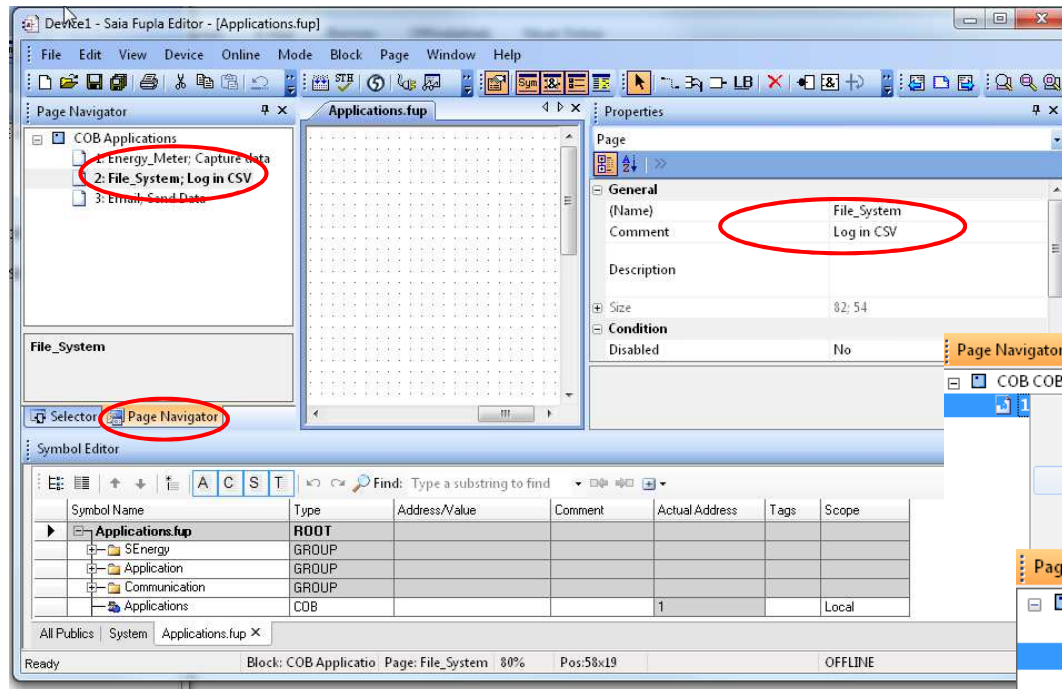 Device1 - Saia Fupla Editor - [Applications.fup]
File Edit View Device Online Mode Block Page Window Help
Sym LB
Page Navigator
COB Applications
1: Energy_Meter; Capture data
2: File_System; Log in CSV
3: Email; Send Data
File_System
Selector Page Navigator
Applications.fup
Properties
Page
General
(Name) File_System
Comment Log in CSV
Description
Size 82; 54
Condition
Disabled No
Page Navigator
COB COB
1
Pag
Symbol Editor
A C S T Find: Type a substring to find
Symbol Name Type Address/Value Comment Actual Address Tags Scope
Applications.fup ROOT
SEnergy GROUP
Application GROUP
Communication GROUP
Applications COB 1 Local
All Publics System Applications.fup
Ready Block: COB Applicatio Page: File_System 80% Pos:58x19 OFFLINE